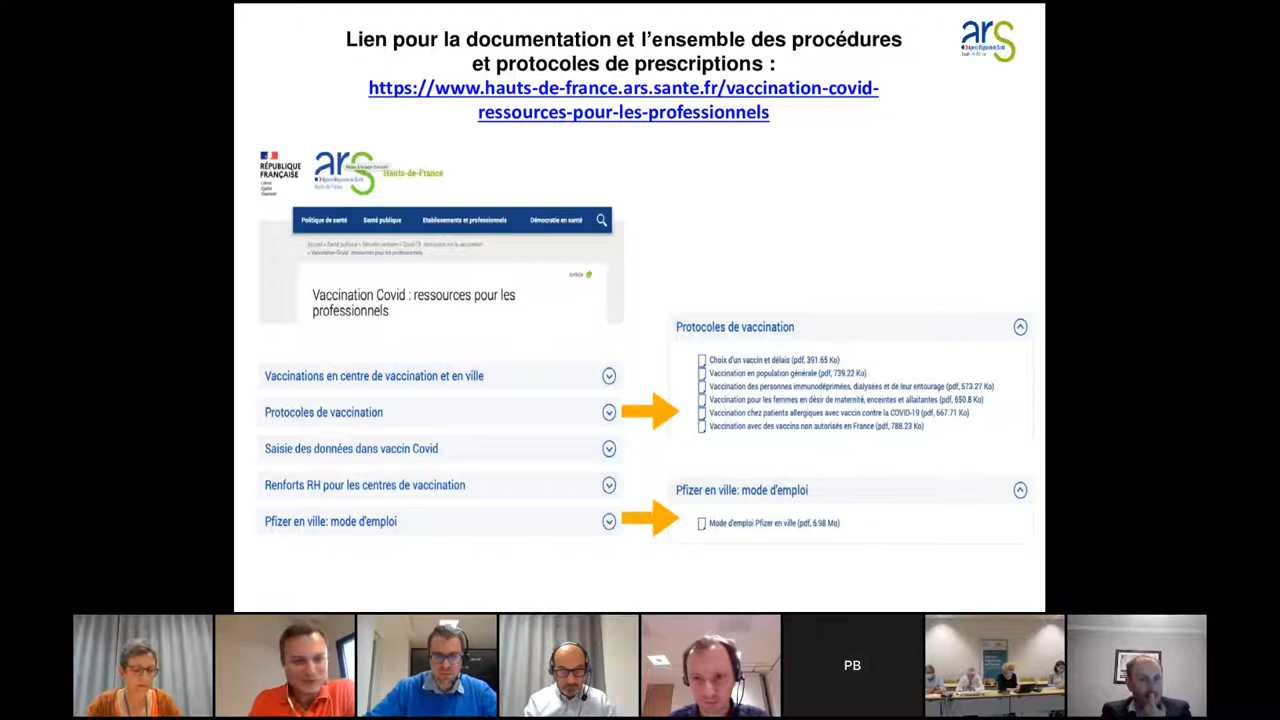 Lien pour la documentation et l'ensemble des procédures
et protocoles de prescriptions :
https://www.hauts-de-france.ars.sante.fr/vaccination-covid-
ressources-pour-les-professionnels
ars
RÉPUBLIQUE
FRANÇAISE
ars
Hauts-de-France
Politique de santé
Santé publique
Etablissements et professionnels
Démocratie en santé
Article
Vaccination Covid : ressources pour les
professionnels
Vaccinations en centre de vaccination et en ville
Protocoles de vaccination
Saisie des données dans vaccin Covid
Renforts RH pour les centres de vaccination
Pfizer en ville: mode d'emploi
Protocoles de vaccination
Choix d'un vaccin et délais (pdf, 391.65 Ko)
Vaccination en population générale (pdf, 739.22 Ko)
Vaccination des personnes immunodéprimées, dialysées et de leur entourage (pdf, 573.27 Ko)
Vaccination pour les femmes en désir de maternité, enceintes et allaitantes (pdf, 650.8 Ko)
Vaccination chez patients allergiques avec vaccin contre la COVID-19 (pdf, 667.71 Ko)
Vaccination avec des vaccins non autorisés en France (pdf, 788.23 Ko)
Pfizer en ville: mode d'emploi
Mode d'emploi Pfizer en ville (pdf, 6.98 Mo)
PB